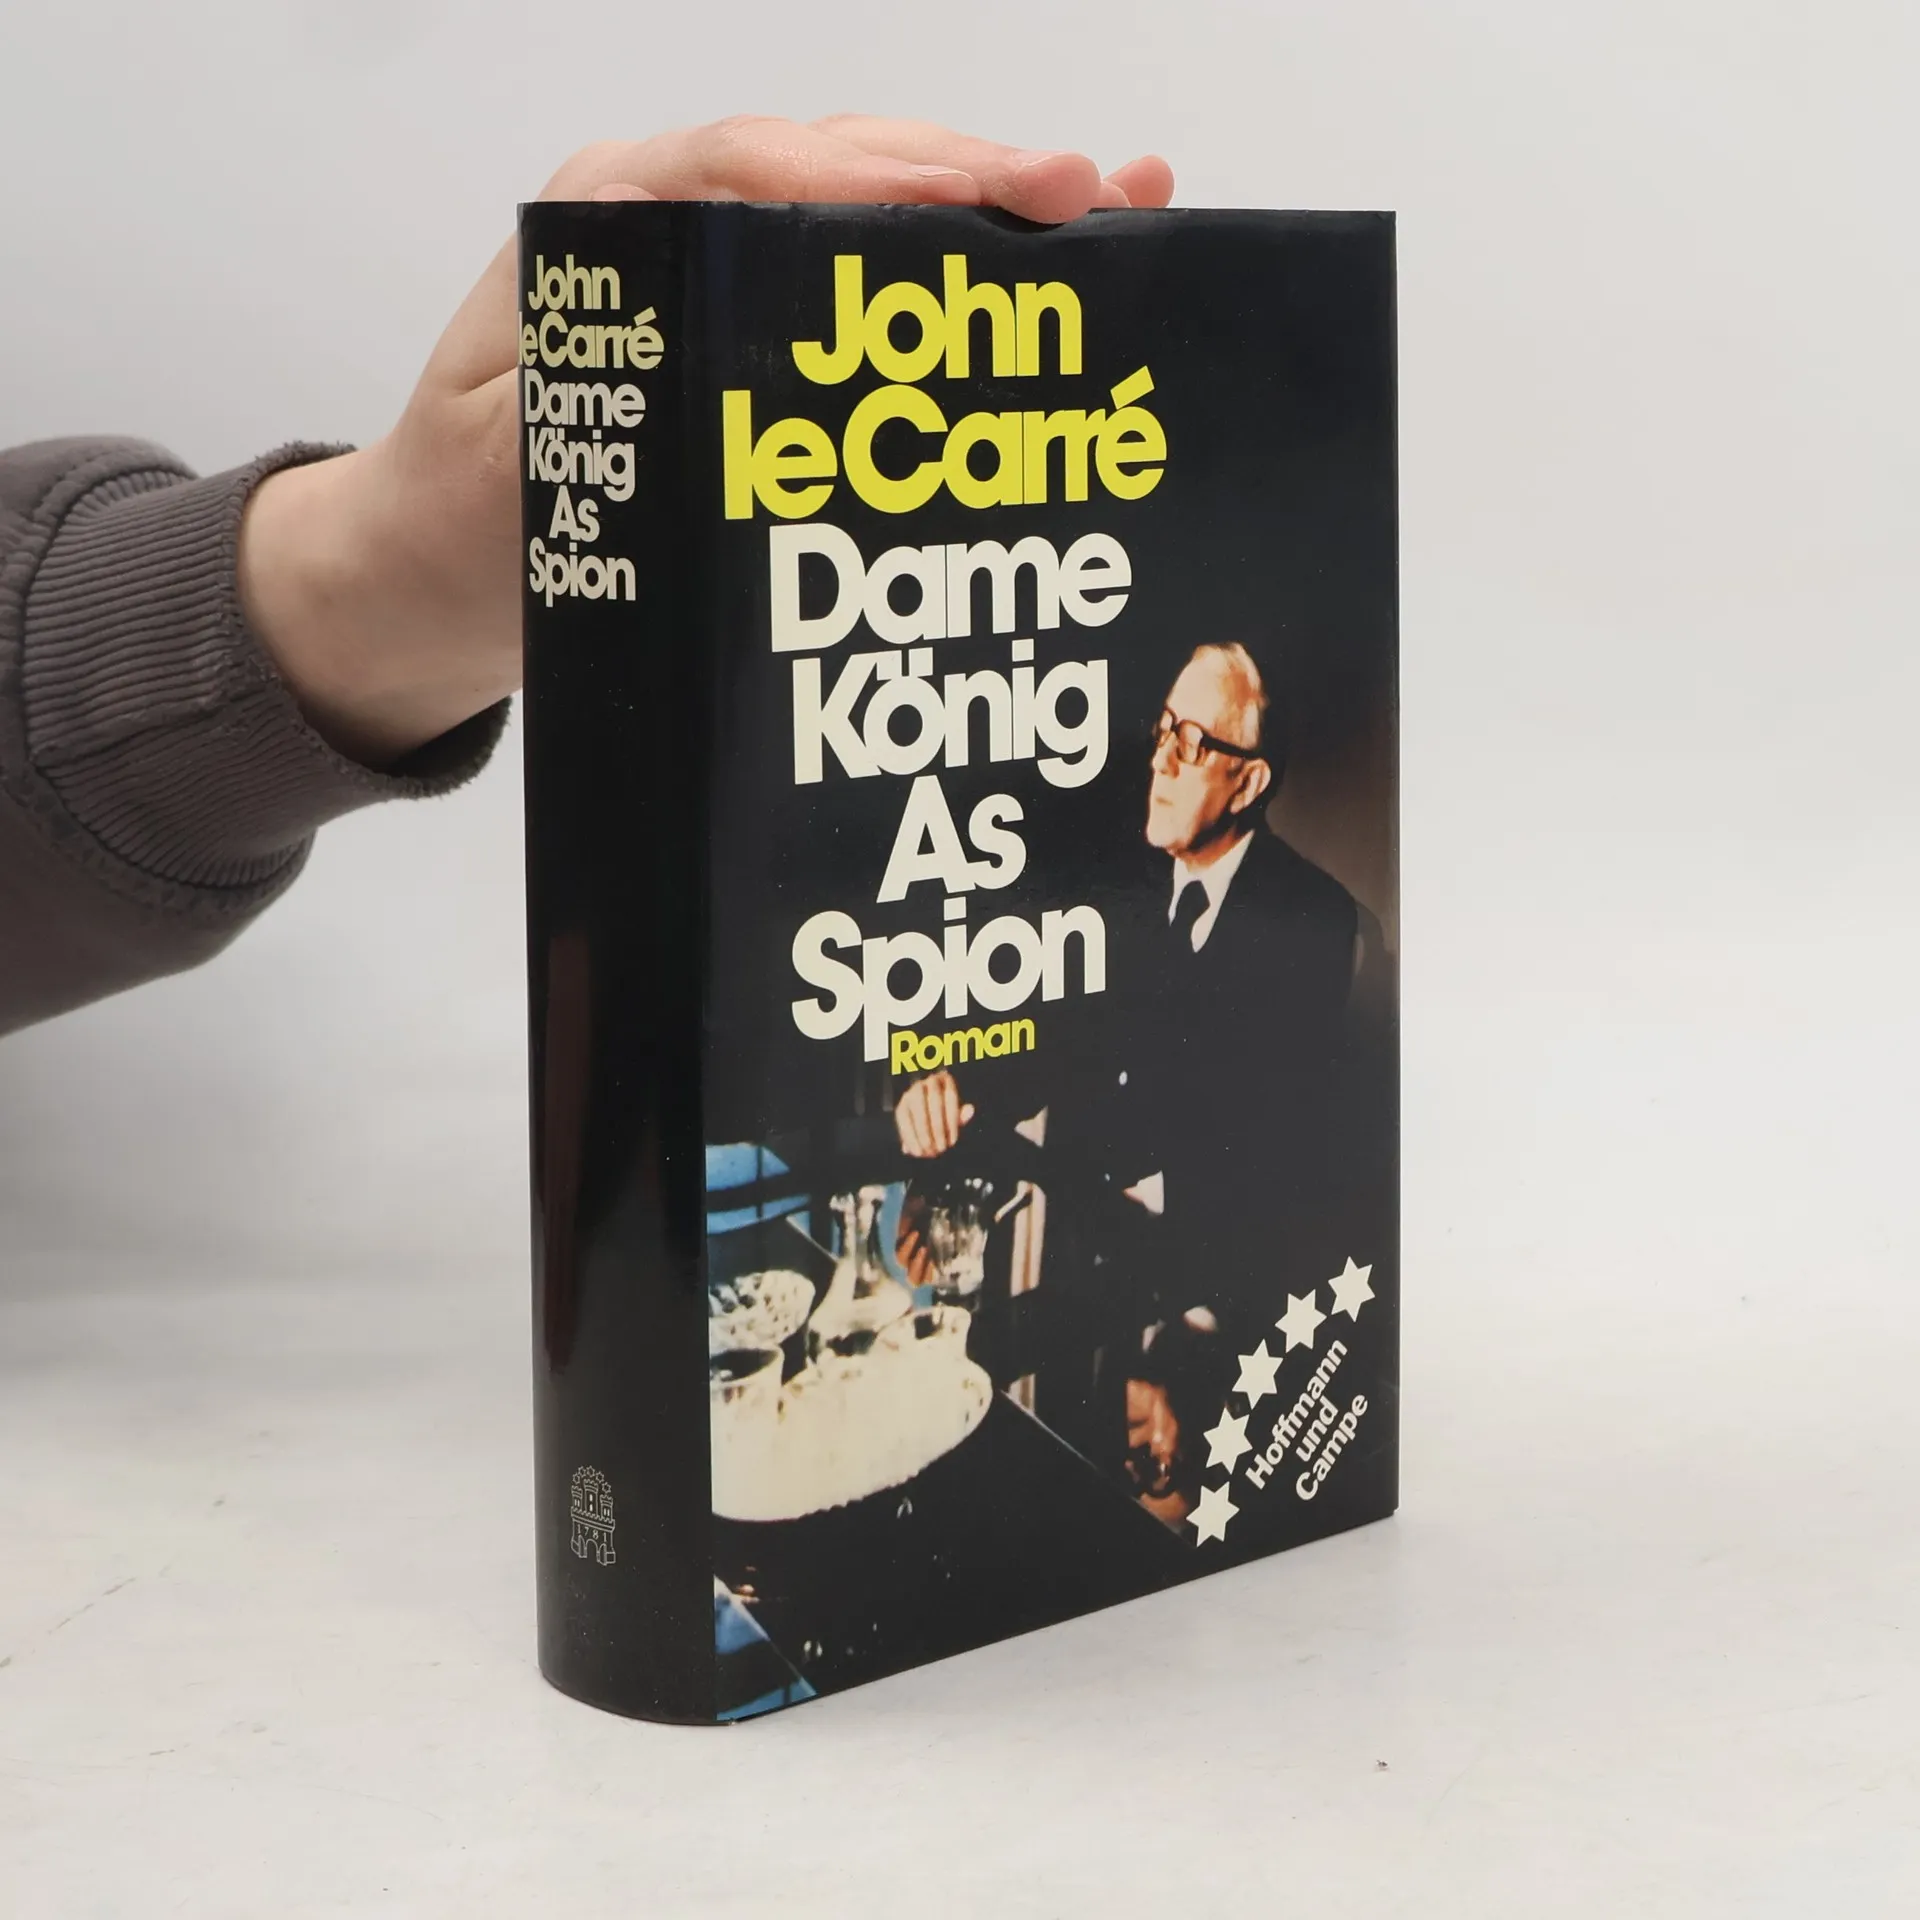 John
le Carré
Dame
König
As
Spion
1781
John
le Carré
Dame
König
As
Spion
Roman
Hoffmann
und
Campe